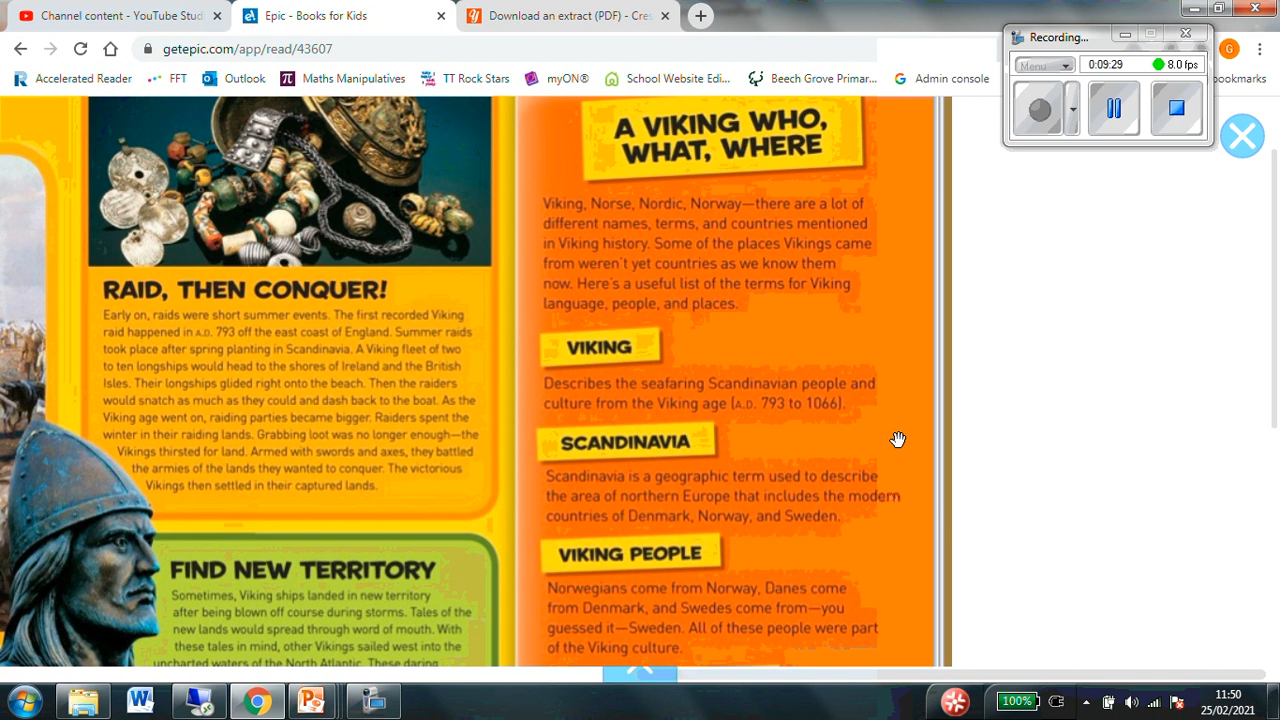 Channel content - YouTube Studi
Epic - Books for Kids
Download an extract (PDF) - Cres
getepic.com/app/read/43607
Accelerated Reader
FFT
Outlook
Maths Manipulatives
TT Rock Stars
myON®
School Website Edi...
Beech Grove Primar...
Admin console
bookmarks
G
Recording...
Menu
0:09:29
8.0 fps
RAID, THEN CONQUER!
Early on, raids were short summer events. The first recorded Viking
raid happened in A.D. 793 off the east coast of England. Summer raids
took place after spring planting in Scandinavia. A Viking fleet of two
to ten longships would head to the shores of Ireland and the British
Isles. Their longships glided right onto the beach. Then the raiders
would snatch as much as they could and dash back to the boat. As the
Viking age went on, raiding parties became bigger. Raiders spent the
winter in their raiding lands. Grabbing loot was no longer enough—the
Vikings thirsted for land. Armed with swords and axes, they battled
the armies of the lands they wanted to conquer. The victorious
Vikings then settled in their captured lands.
FIND NEW TERRITORY
Sometimes, Viking ships landed in new territory
after being blown off course during storms. Tales of the
new lands would spread through word of mouth. With
these tales in mind, other Vikings sailed west into the
uncharted waters of the North Atlantic. These daring
A VIKING WHO,
WHAT, WHERE
Viking, Norse, Nordic, Norway—there are a lot of
different names, terms, and countries mentioned
in Viking history. Some of the places Vikings came
from weren't yet countries as we know them
now. Here's a useful list of the terms for Viking
language, people, and places.
VIKING
Describes the seafaring Scandinavian people and
culture from the Viking age (A.D. 793 to 1066).
SCANDINAVIA
Scandinavia is a geographic term used to describe
the area of northern Europe that includes the modern
countries of Denmark, Norway, and Sweden.
VIKING PEOPLE
Norwegians come from Norway, Danes come
from Denmark, and Swedes come from—you
guessed it—Sweden. All of these people were part
of the Viking culture.
100%
11:50
25/02/2021